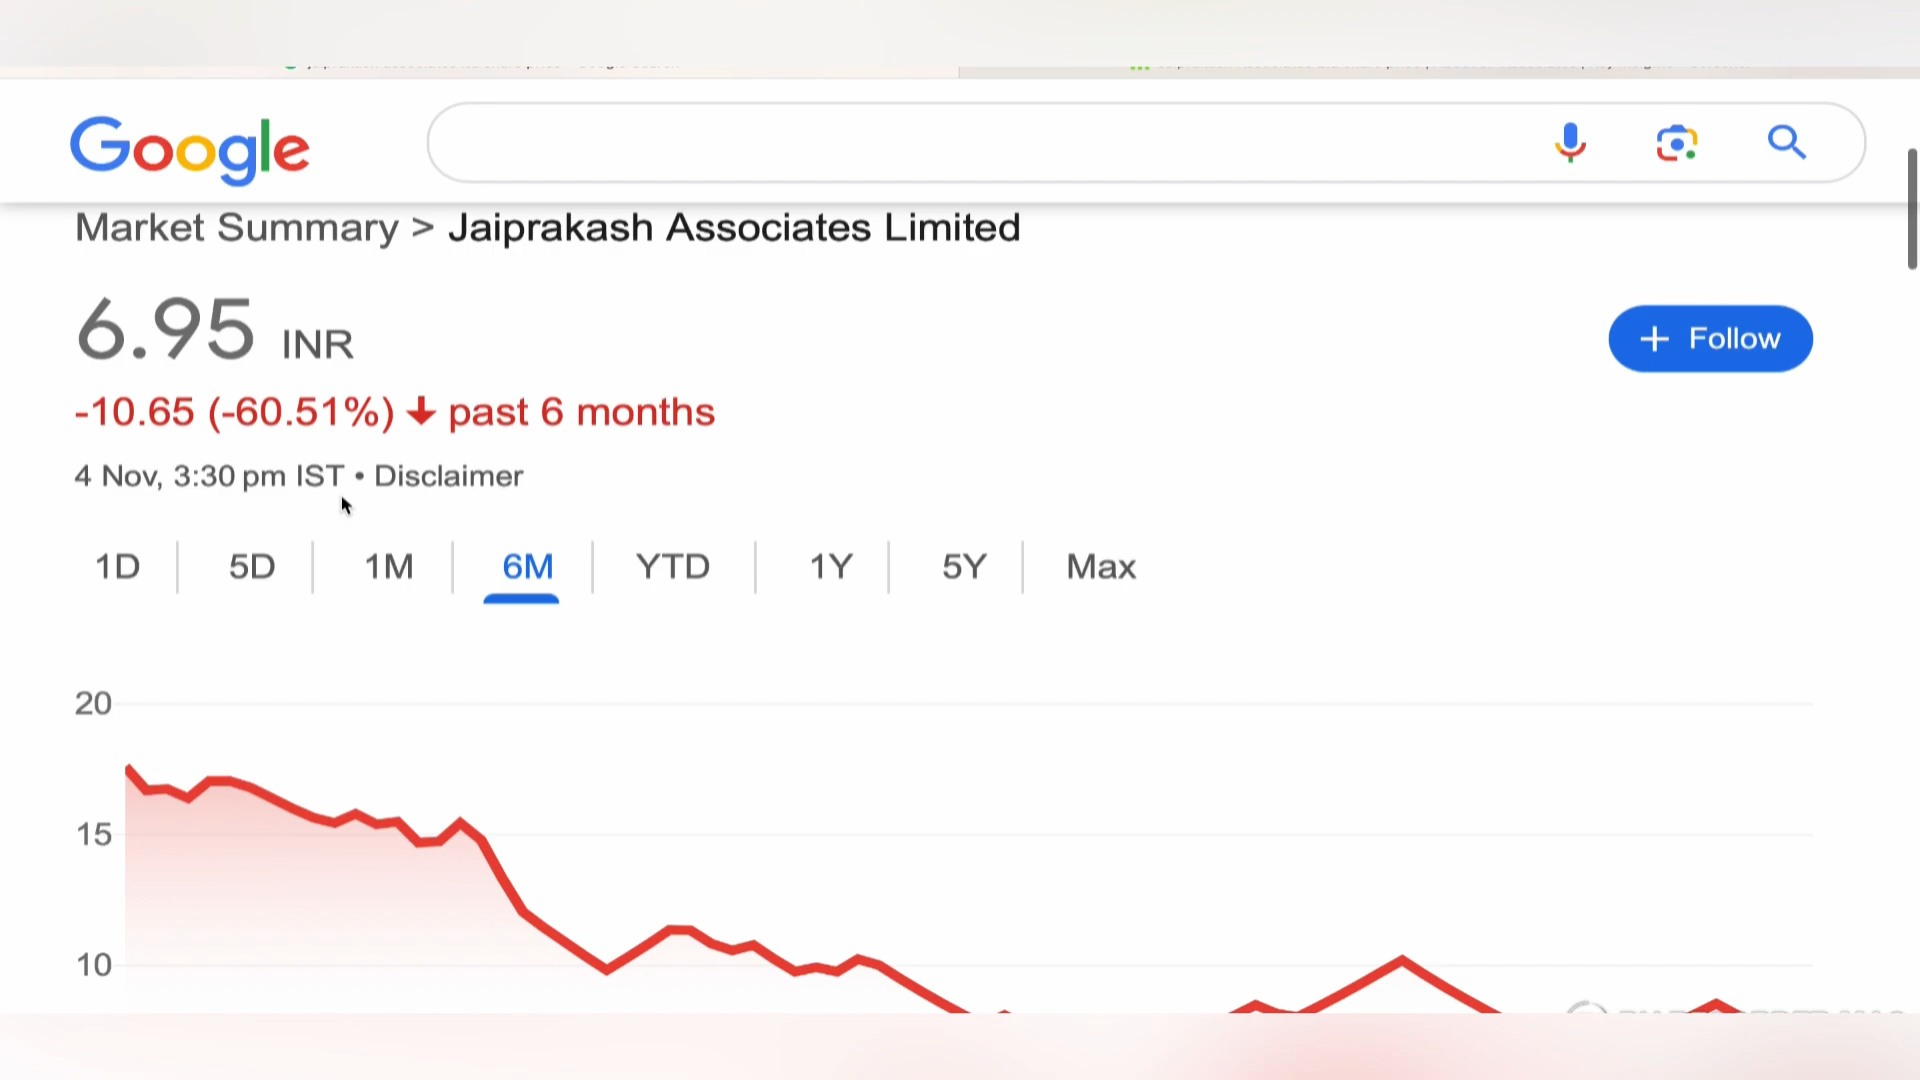 Google
Market Summary > Jaiprakash Associates Limited
6.95 INR
+ Follow
-10.65 (-60.51%) ↓ past 6 months
4 Nov, 3:30 pm IST • Disclaimer
1D 5D 1M 6M YTD 1Y 5Y Max
20
15
10